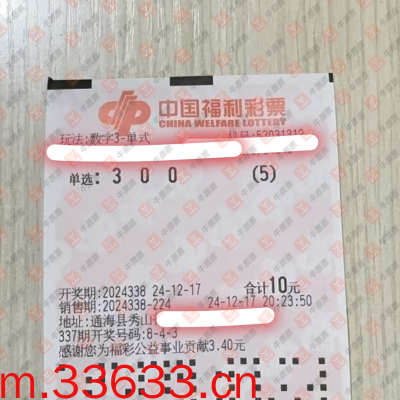 中国福利彩票
CHINA WELFARE LOTTERY
玩法:数字3-单式
机号:53031312
单选: 3 0 0 (5)
开奖期:2024338 24-12-17 合计10元
销售期:2024338-224 24-12-17 20:23:50
地址:通海县秀山
337期开奖号码:8-4-3
感谢您为福彩公益事业贡献3.40元
m.33633.cn